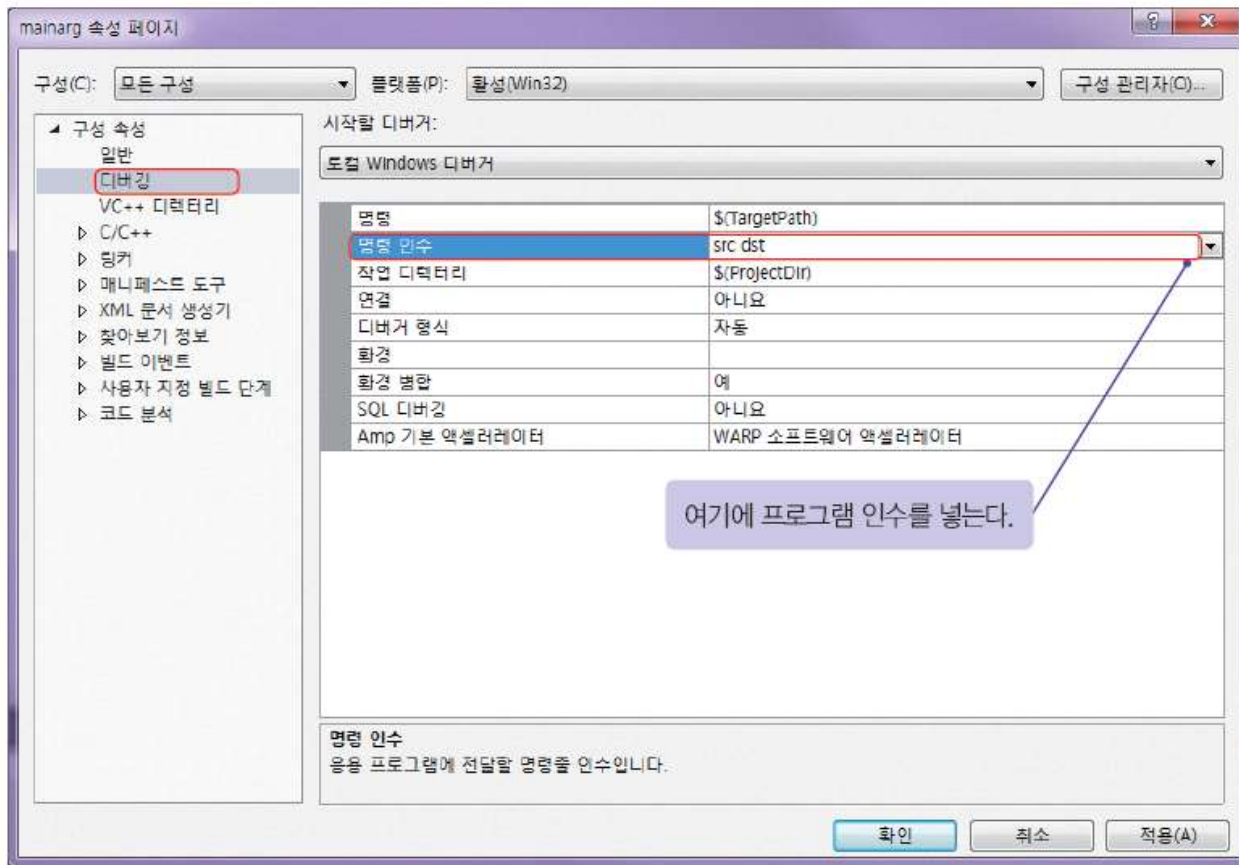 mainarg 속성 페이지
구성(C): 모든 구성 플랫폼(P): 활성(Win32) 구성 관리자(O)...
구성 속성
일반
디버깅
VC++ 디렉터리
C/C++
링커
매니페스트 도구
XML 문서 생성기
찾아보기 정보
빌드 이벤트
사용자 지정 빌드 단계
코드 분석
시작할 디버거:
로컬 Windows 디버거
명령 $(TargetPath)
명령 인수 src dst
작업 디렉터리 $(ProjectDir)
연결 아니요
디버거 형식 자동
환경
환경 병합 예
SQL 디버깅 아니요
Amp 기본 액셀러레이터 WARP 소프트웨어 액셀러레이터
여기에 프로그램 인수를 넣는다.
명령 인수
응용 프로그램에 전달할 명령줄 인수입니다.
확인 취소 적용(A)